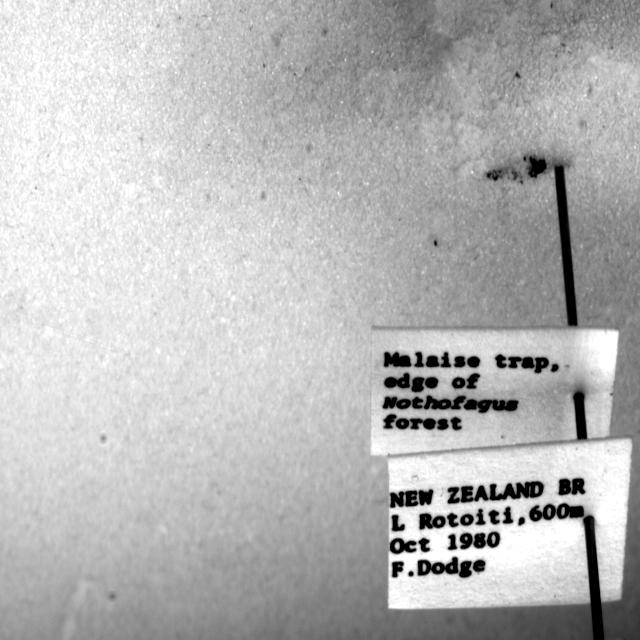 Malaise trap,
edge of
Nothofagus
forest
NEW ZEALAND BR
L Rotoiti,600m
Oct 1980
F.Dodge